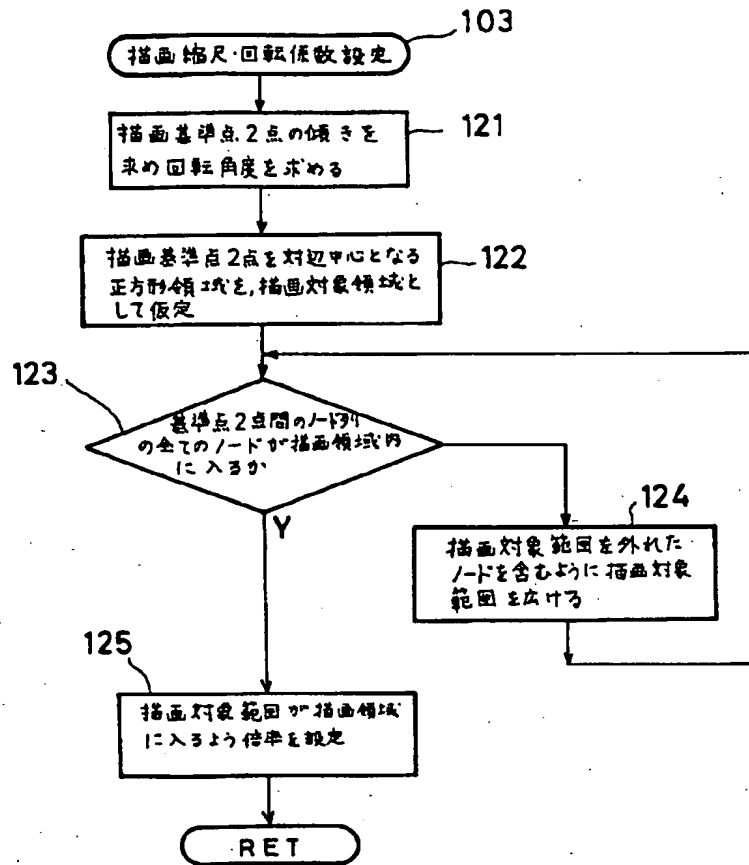 103
描画縮尺・回転係数設定
121
描画基準点2点の傾きを
求め回転角度を求める
122
描画基準点2点を対辺中心となる
正方形領域を,描画対象領域と
して仮定
123
基準点2点間のノード列
の全てのノードが描画領域内
に入るか
Y
124
描画対象範囲を外れた
ノードを含むように描画対象
範囲を広げる
125
描画対象範囲が描画領域
に入るよう倍率を設定
RET